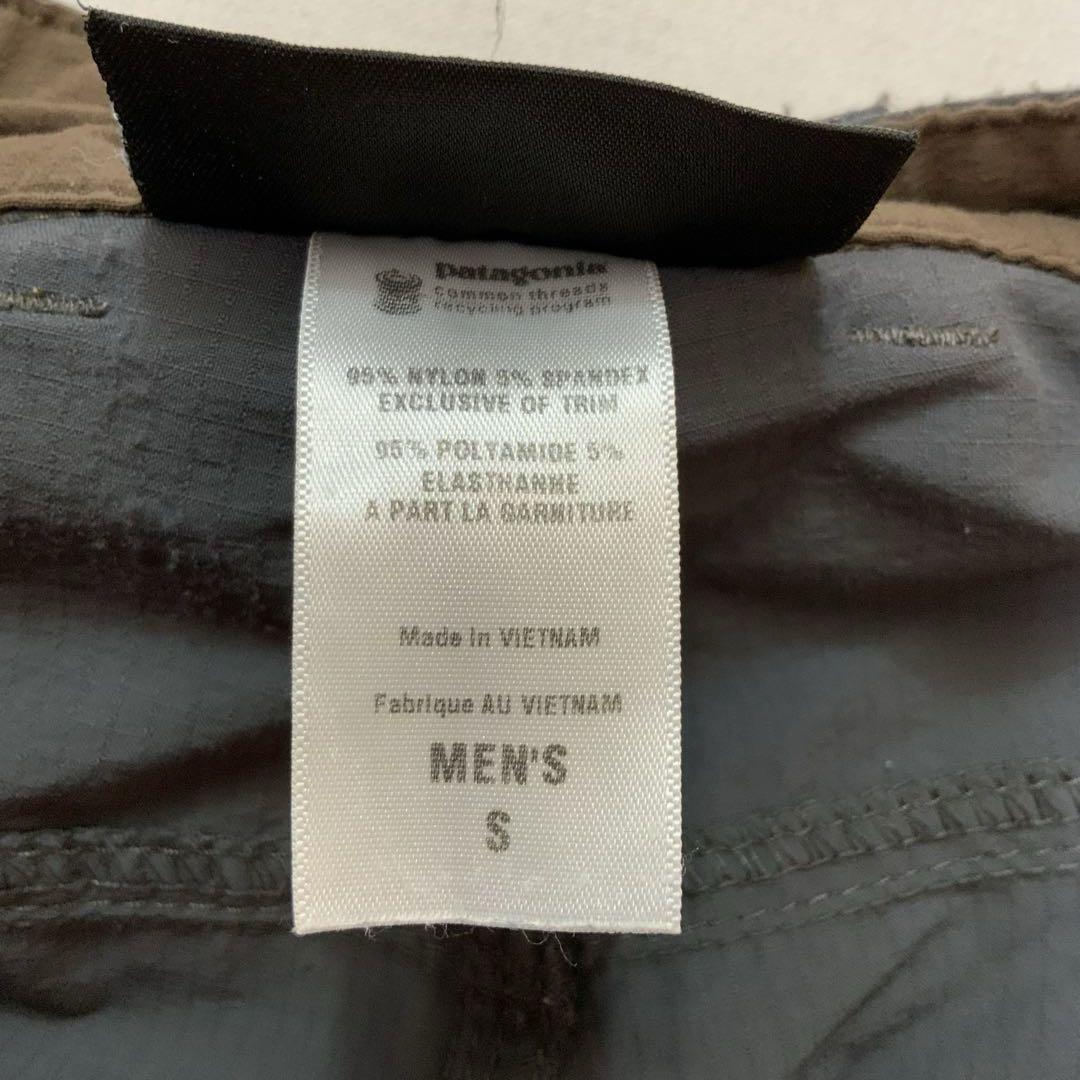 patagonia
common threads
recycling program
95% NYLON 5% SPANDEX
EXCLUSIVE OF TRIM
95% POLYAMIDE 5%
ELASTHANNE
A PART LA GARNITURE
Made in VIETNAM
Fabrique AU VIETNAM
MEN'S
S